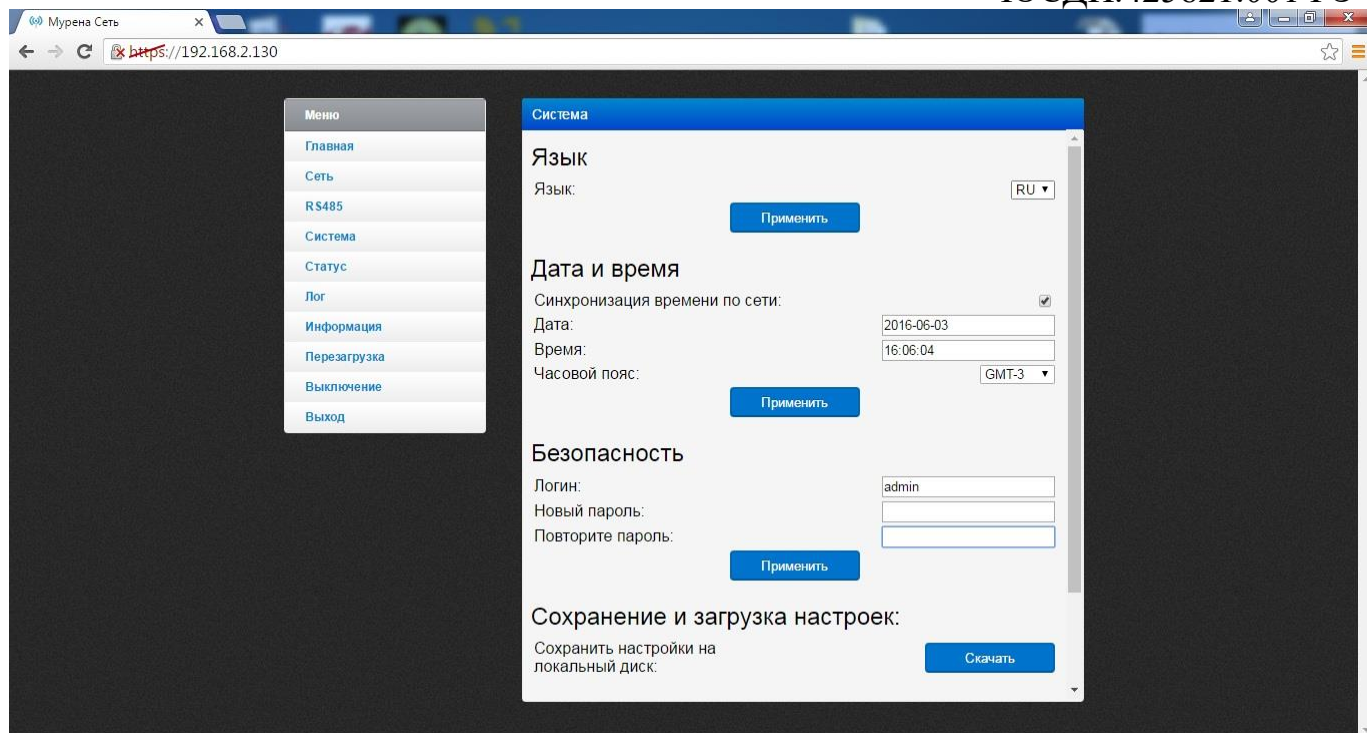 Мурена Сеть
https://192.168.2.130
Меню
Главная
Сеть
RS485
Система
Статус
Лог
Информация
Перезагрузка
Выключение
Выход
Система
Язык
Язык:
RU
Применить
Дата и время
Синхронизация времени по сети:
Дата:
2016-06-03
Время:
16:06:04
Часовой пояс:
GMT-3
Применить
Безопасность
Логин:
admin
Новый пароль:
Повторите пароль:
Применить
Сохранение и загрузка настроек:
Сохранить настройки на
локальный диск:
Скачать